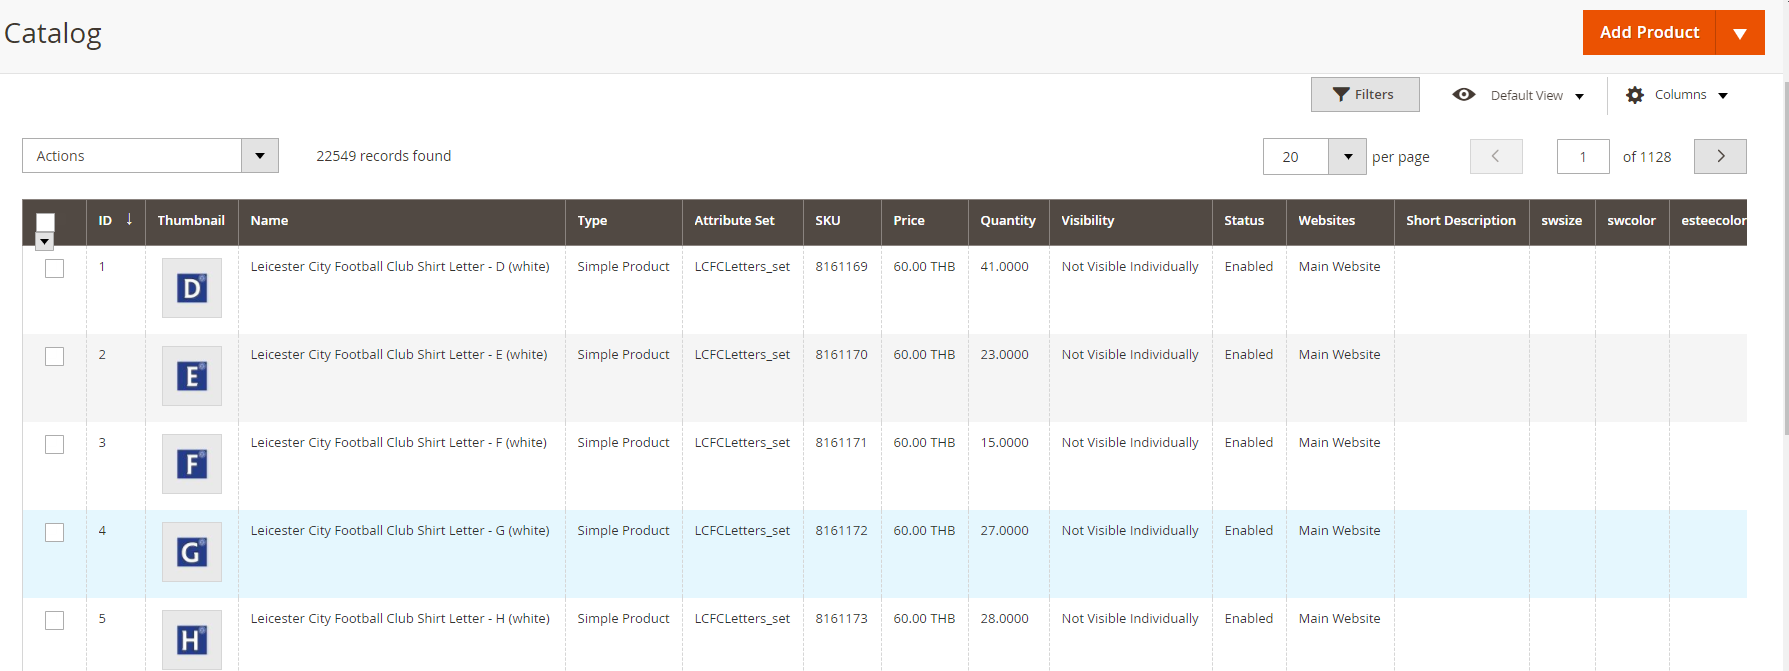 Catalog
Add Product
Filters Default View Columns
Actions 22549 records found 20 per page 1 of 1128
ID ↓ Thumbnail Name Type Attribute Set SKU Price Quantity Visibility Status Websites Short Description swsize swcolor esteecolor
1 D Leicester City Football Club Shirt Letter - D (white) Simple Product LCFCLetters_set 8161169 60.00 THB 41.0000 Not Visible Individually Enabled Main Website
2 E Leicester City Football Club Shirt Letter - E (white) Simple Product LCFCLetters_set 8161170 60.00 THB 23.0000 Not Visible Individually Enabled Main Website
3 F Leicester City Football Club Shirt Letter - F (white) Simple Product LCFCLetters_set 8161171 60.00 THB 15.0000 Not Visible Individually Enabled Main Website
4 G Leicester City Football Club Shirt Letter - G (white) Simple Product LCFCLetters_set 8161172 60.00 THB 27.0000 Not Visible Individually Enabled Main Website
5 H Leicester City Football Club Shirt Letter - H (white) Simple Product LCFCLetters_set 8161173 60.00 THB 28.0000 Not Visible Individually Enabled Main Website